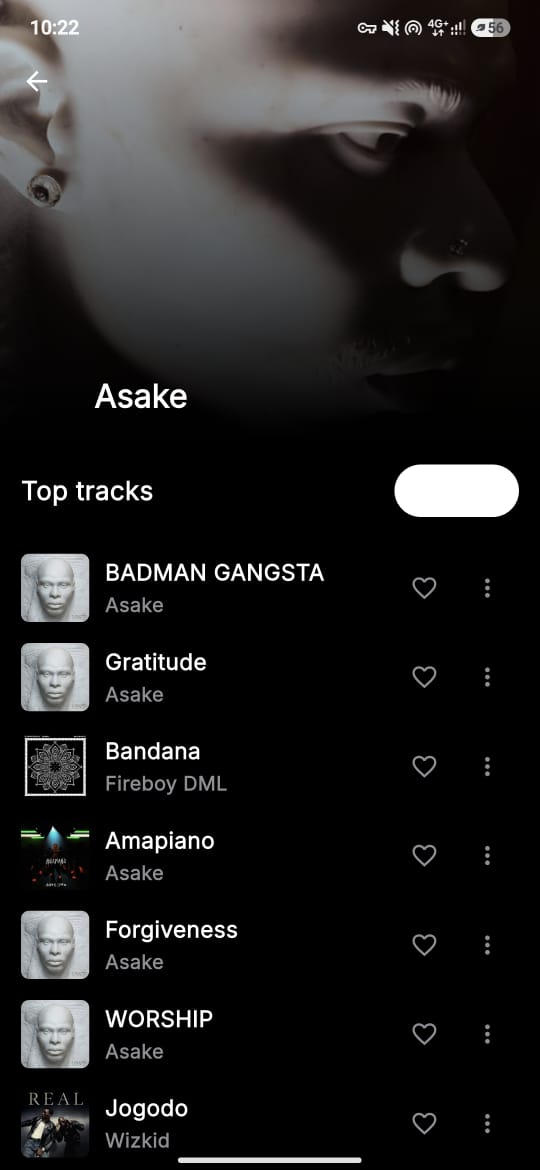 10:22
4G+
56
Asake
Top tracks
BADMAN GANGSTA
Asake
Gratitude
Asake
Bandana
Fireboy DML
Amapiano
Asake
Forgiveness
Asake
WORSHIP
Asake
REAL
Jogodo
Wizkid